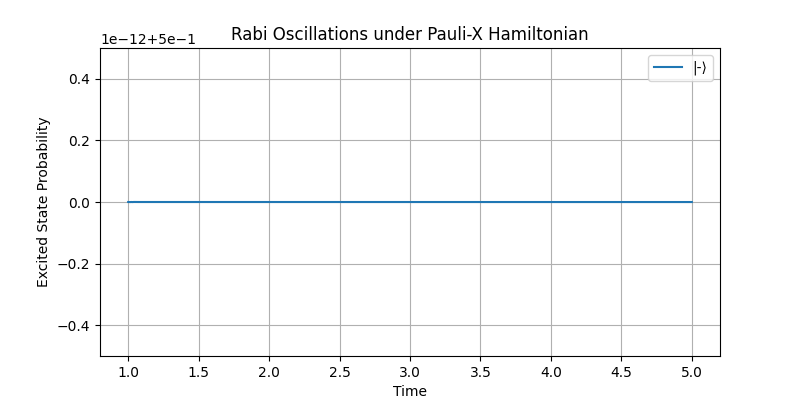 Rabi Oscillations under Pauli-X Hamiltonian
1e−12+5e−1
|-⟩
Excited State Probability
0.4
0.2
0.0
−0.2
−0.4
1.0 1.5 2.0 2.5 3.0 3.5 4.0 4.5 5.0
Time